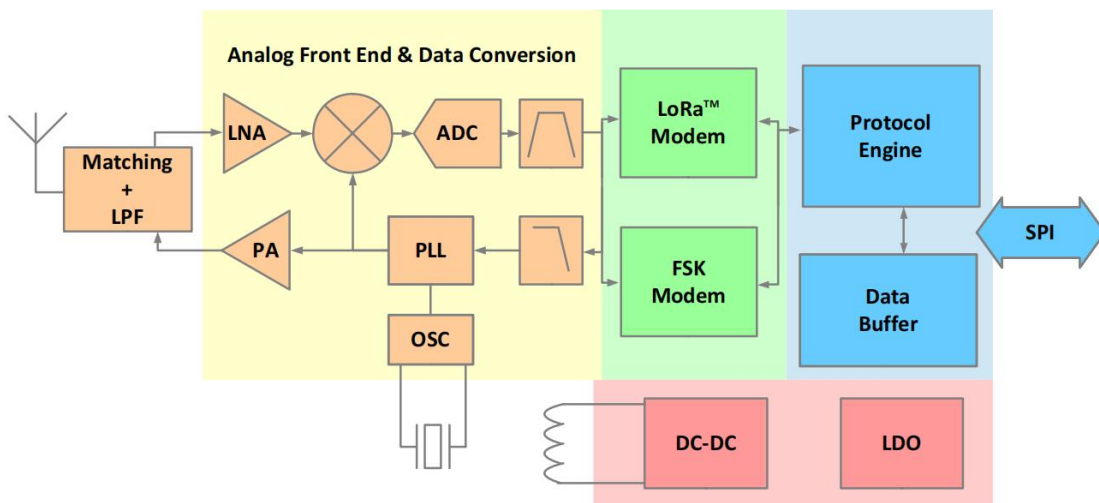 Analog Front End & Data Conversion
LNA
ADC
LoRa™
Modem
Protocol
Engine
Matching
+
LPF
PA
PLL
FSK
Modem
SPI
Data
Buffer
OSC
DC-DC
LDO